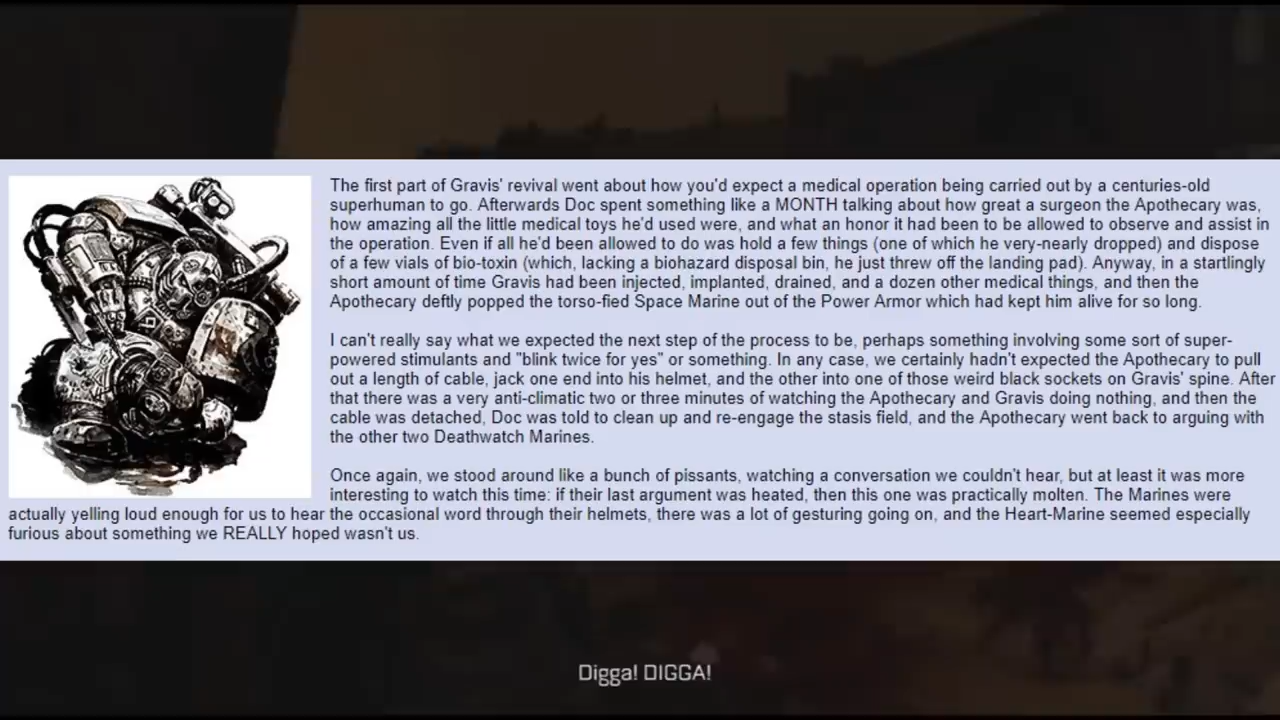 The first part of Gravis' revival went about how you'd expect a medical operation being carried out by a centuries-old
superhuman to go. Afterwards Doc spent something like a MONTH talking about how great a surgeon the Apothecary was,
how amazing all the little medical toys he'd used were, and what an honor it had been to be allowed to observe and assist in
the operation. Even if all he'd been allowed to do was hold a few things (one of which he very-nearly dropped) and dispose
of a few vials of bio-toxin (which, lacking a biohazard disposal bin, he just threw off the landing pad). Anyway, in a startlingly
short amount of time Gravis had been injected, implanted, drained, and a dozen other medical things, and then the
Apothecary deftly popped the torso-fied Space Marine out of the Power Armor which had kept him alive for so long.
I can't really say what we expected the next step of the process to be, perhaps something involving some sort of super-
powered stimulants and "blink twice for yes" or something. In any case, we certainly hadn't expected the Apothecary to pull
out a length of cable, jack one end into his helmet, and the other into one of those weird black sockets on Gravis' spine. After
that there was a very anti-climatic two or three minutes of watching the Apothecary and Gravis doing nothing, and then the
cable was detached, Doc was told to clean up and re-engage the stasis field, and the Apothecary went back to arguing with
the other two Deathwatch Marines.
Once again, we stood around like a bunch of pissants, watching a conversation we couldn't hear, but at least it was more
interesting to watch this time: if their last argument was heated, then this one was practically molten. The Marines were
actually yelling loud enough for us to hear the occasional word through their helmets, there was a lot of gesturing going on, and the Heart-Marine seemed especially
furious about something we REALLY hoped wasn't us.
Digga! DIGGA!